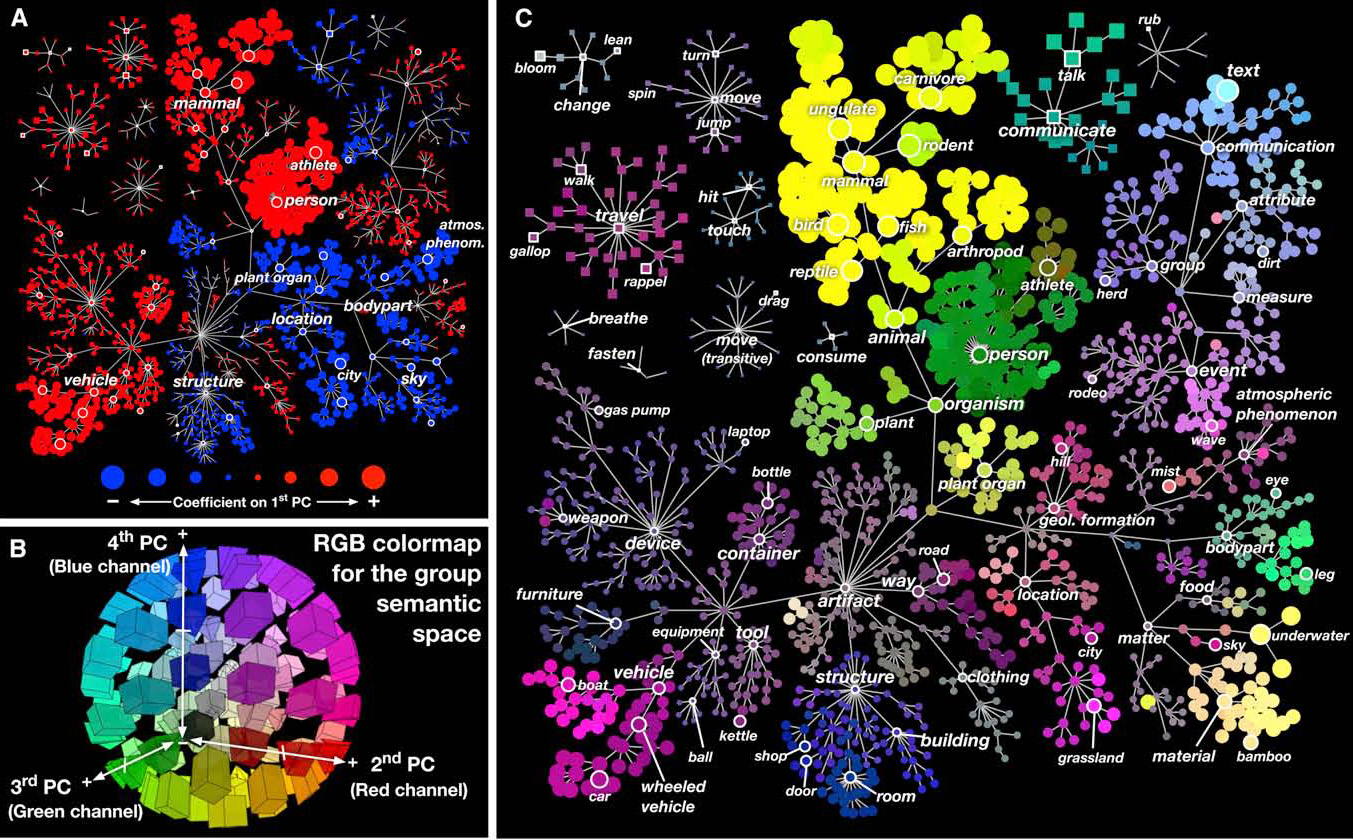 A
mammal
athlete
person
atmos.
phenom.
plant organ
bodypart
location
vehicle
structure
city
sky
− Coefficient on 1st PC +
B
4th PC
(Blue channel)
+
RGB colormap
for the group
semantic
space
+
3rd PC
(Green channel)
+
2nd PC
(Red channel)
C
bloom
lean
change
turn
spin
move
jump
carnivore
ungulate
rodent
mammal
talk
communicate
rub
text
communication
walk
travel
gallop
rappel
hit
touch
bird
fish
arthropod
reptile
athlete
attribute
group
dirt
herd
measure
breathe
drag
move
(transitive)
consume
fasten
animal
person
event
rodeo
atmospheric
phenomenon
wave
gas pump
organism
plant
laptop
bottle
plant organ
hill
mist
eye
weapon
device
container
geol. formation
bodypart
leg
road
way
artifact
location
food
furniture
equipment
tool
matter
underwater
sky
city
vehicle
boat
structure
clothing
building
kettle
ball
shop
door
room
grassland
material
bamboo
car
wheeled
vehicle